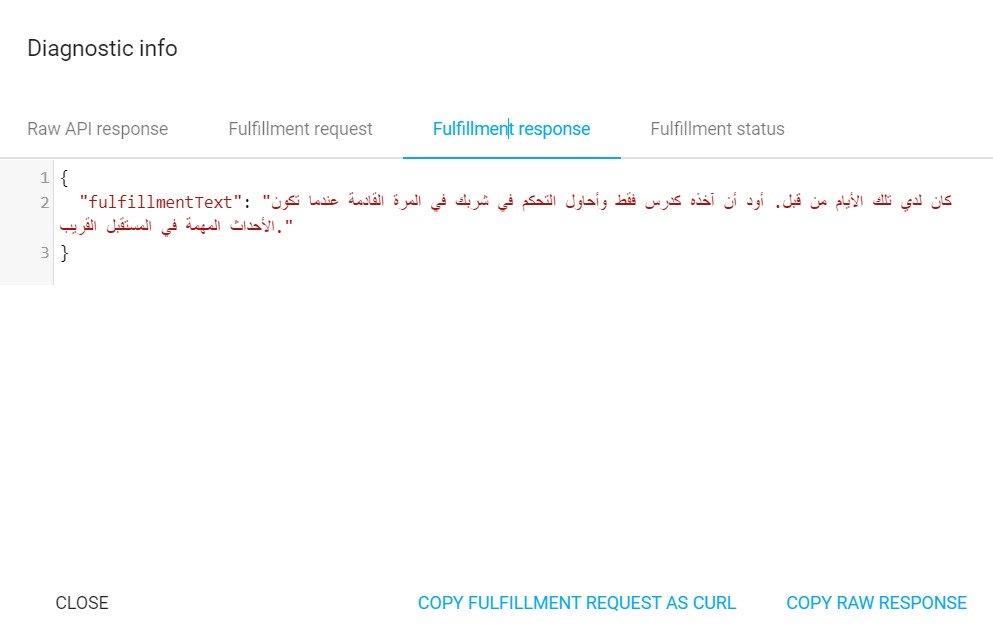 Diagnostic info
Raw API response
Fulfillment request
Fulfillment response
Fulfillment status
1 {
2 "fulfillmentText": "كان لدي تلك الأيام من قبل. أود أن آخذه كدرس فقط وأحاول التحكم في شربك في المرة القادمة عندما تكون
الأحداث المهمة في المستقبل القريب."
3 }
CLOSE
COPY FULFILLMENT REQUEST AS CURL
COPY RAW RESPONSE